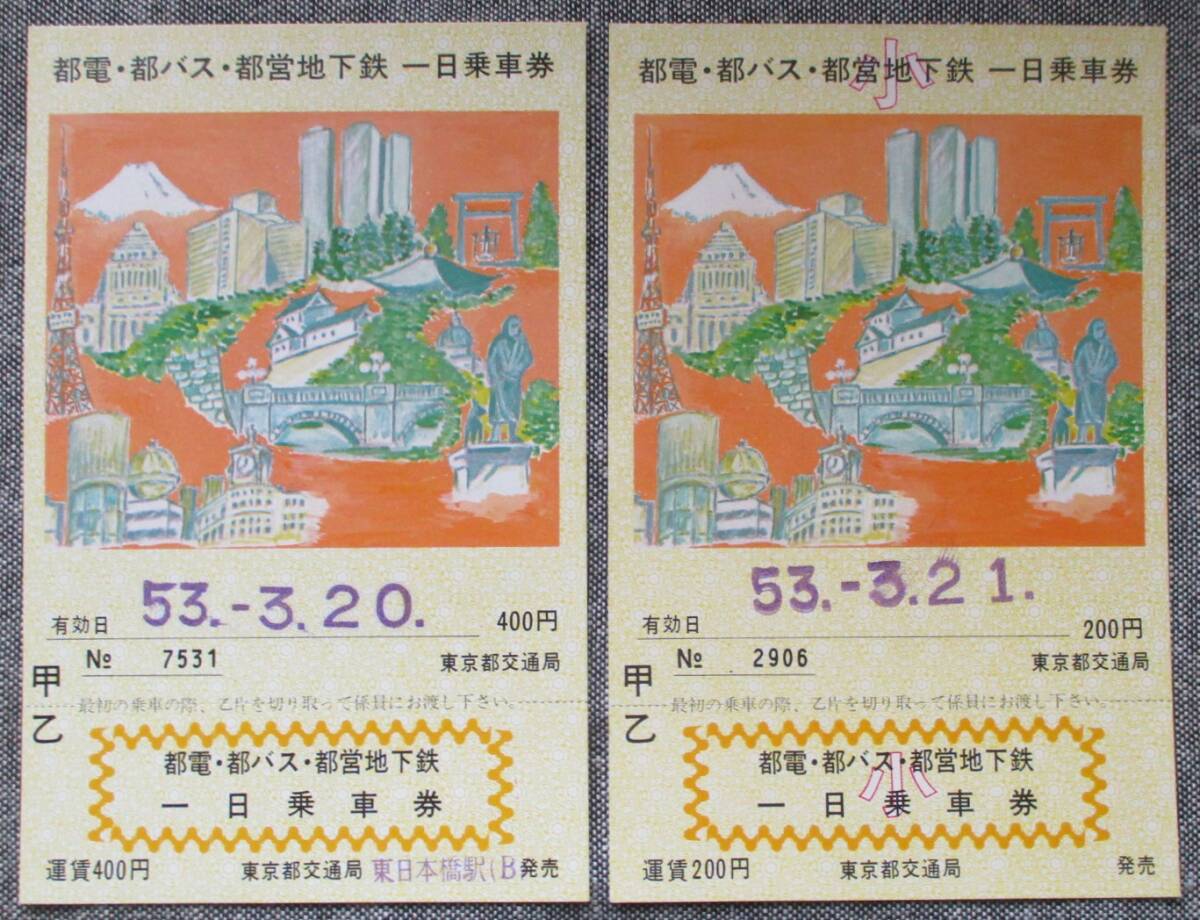 都電・都バス・都営地下鉄 一日乗車券
53.-3.20.
有効日
400円
№ 7531
東京都交通局
甲
最初の乗車の際、乙片を切り取って係員にお渡し下さい。
乙
都電・都バス・都営地下鉄
一日乗車券
運賃400円
東京都交通局 東日本橋駅(B 発売
都電・都バス・都営地下鉄 一日乗車券
小
53.-3.21.
有効日
200円
№ 2906
東京都交通局
甲
最初の乗車の際、乙片を切り取って係員にお渡し下さい。
乙
都電・都バス・都営地下鉄
小
一日乗車券
運賃200円
東京都交通局
発売